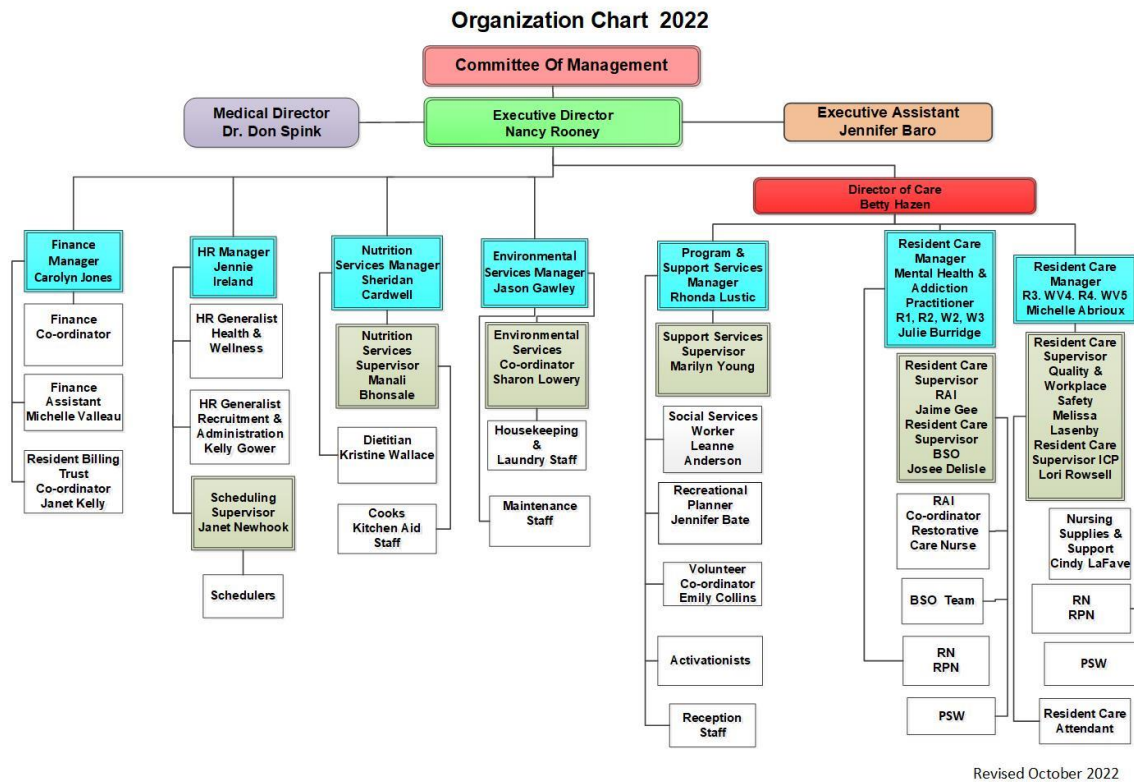 Organization Chart 2022
Committee Of Management
Medical Director
Dr. Don Spink
Executive Director
Nancy Rooney
Executive Assistant
Jennifer Baro
Director of Care
Betty Hazen
Finance
Manager
Carolyn Jones
Finance
Co-ordinator
Finance
Assistant
Michelle Valleau
Resident Billing
Trust
Co-ordinator
Janet Kelly
HR Manager
Jennie
Ireland
HR Generalist
Health &
Wellness
HR Generalist
Recruitment &
Administration
Kelly Gower
Scheduling
Supervisor
Janet Newhook
Schedulers
Nutrition
Services Manager
Sheridan
Cardwell
Nutrition
Services
Supervisor
Manali
Bhonsale
Dietitian
Kristine Wallace
Cooks
Kitchen Aid
Staff
Environmental
Services Manager
Jason Gawley
Environmental
Services
Co-ordinator
Sharon Lowery
Housekeeping
&
Laundry Staff
Maintenance
Staff
Program &
Support Services
Manager
Rhonda Lustic
Support Services
Supervisor
Marilyn Young
Social Services
Worker
Leanne
Anderson
Recreational
Planner
Jennifer Bate
Volunteer
Co-ordinator
Emily Collins
Activationists
Reception
Staff
Resident Care
Manager
Mental Health &
Addiction
Practitioner
R1, R2, W2, W3
Julie Burridge
Resident Care
Supervisor
RAI
Jaime Gee
Resident Care
Supervisor
BSO
Josee Delisle
RAI
Co-ordinator
Restorative
Care Nurse
BSO Team
RN
RPN
PSW
Resident Care
Manager
R3. WV4. R4. WV5
Michelle Abrioux
Resident Care
Supervisor
Quality &
Workplace
Safety
Melissa
Lasenby
Resident Care
Supervisor ICP
Lori Rowsell
Nursing
Supplies &
Support
Cindy LaFave
RN
RPN
PSW
Resident Care
Attendant
Revised October 2022